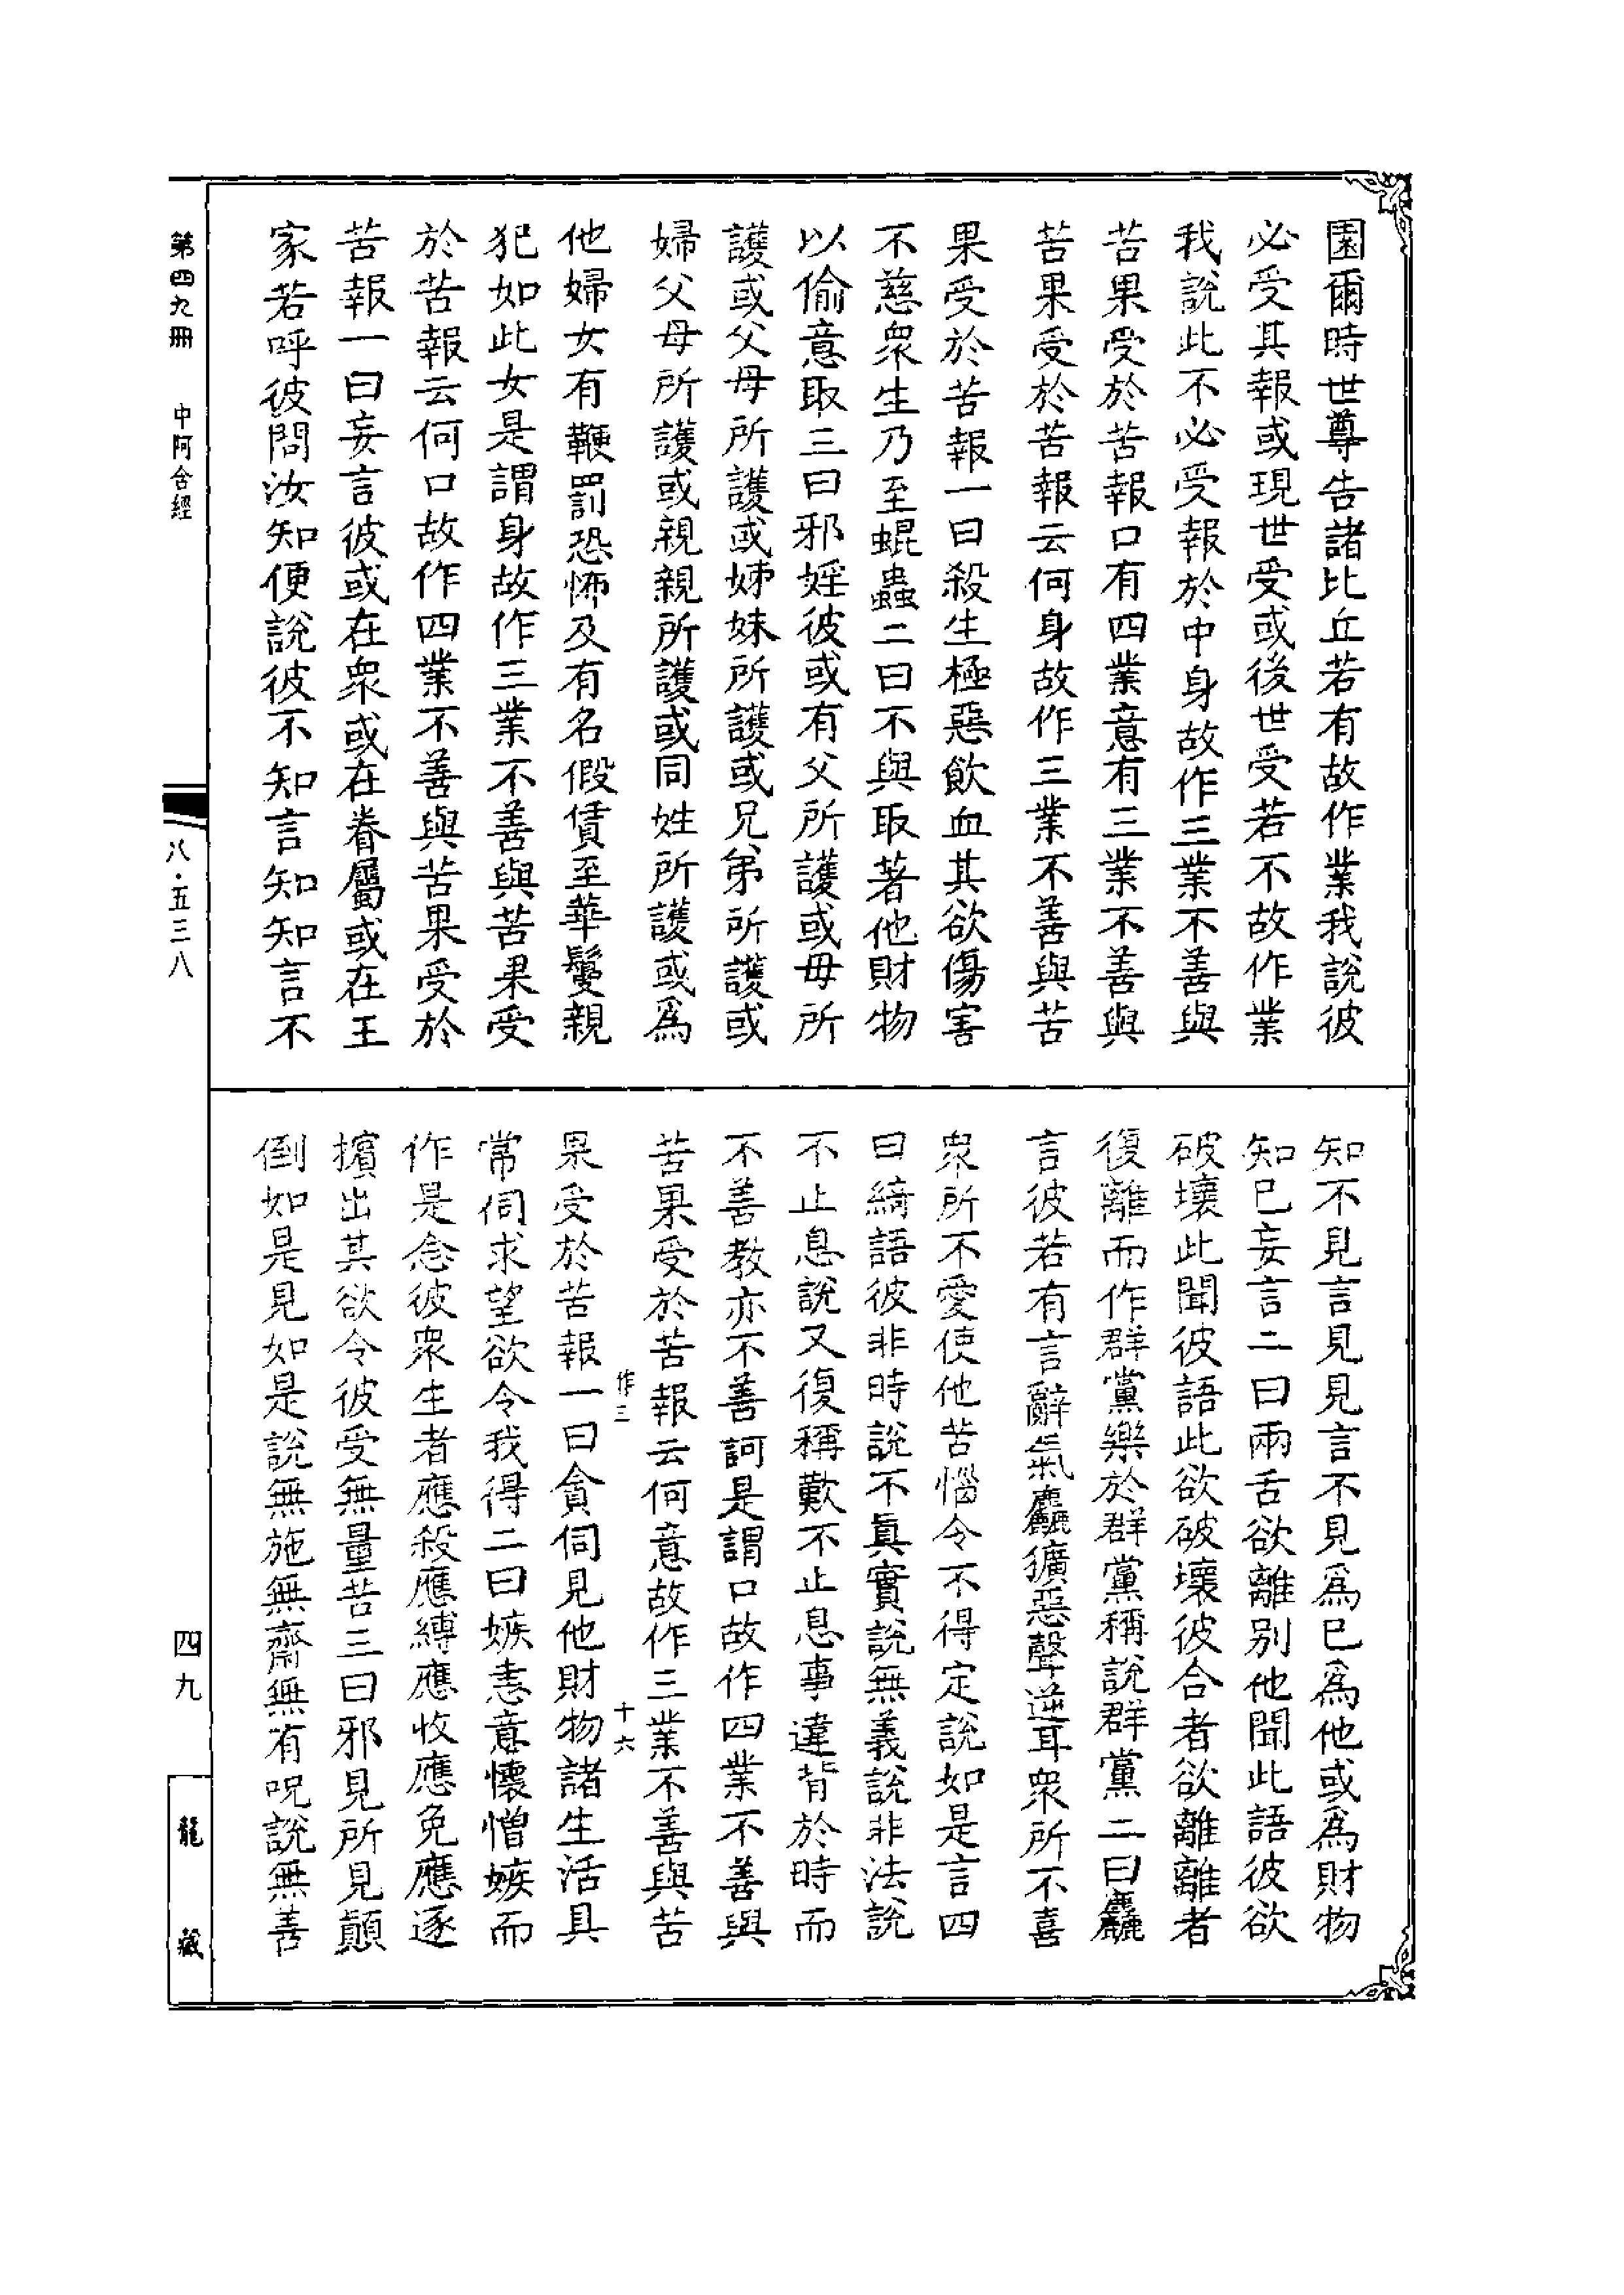 園爾時世尊告諸比丘若有故作業我說彼
必受其報或現世受或後世受若不故作業
我說此不必受報於中身故作三業不善與
苦果受於苦報口有四業意有三業不善與
苦果受於苦報云何身故作三業不善與苦
果受於苦報一曰殺生極惡飲血其欲傷害
不慈衆生乃至蜫蟲二曰不與取著他財物
以偷意取三曰邪婬彼或有父所護或母所
護或父母所護或姊妹所護或兄弟所護或
婦父母所護或親親所護或同姓所護或爲
他婦女有鞭罰恐怖及有名假賃至華鬘親
犯如此女是謂身故作三業不善與苦果受
於苦報云何口故作四業不善與苦果受於
苦報一曰妄言彼或在衆或在眷屬或在王
家若呼彼問汝知便說彼不知言知知言不
知不見言見見言不見爲已爲他或爲財物
知已妄言二曰兩舌欲離別他聞此語彼欲
破壞此聞彼語此欲破壞彼合者欲離離者
復離而作群黨樂於群黨稱說群黨三曰麤
言彼若有言辭氣麤獷惡聲逆耳衆所不喜
衆所不愛使他苦惱令不得定說如是言四
曰綺語彼非時說不眞實說無義說非法說
不止息說又復稱歎不止息事違背於時而
不善教亦不善訶是謂口故作四業不善與
苦果受於苦報云何意故作三業不善與苦
作三 十六
果受於苦報一曰貪伺見他財物諸生活具
常伺求望欲令我得二曰嫉恚意懷憎嫉而
作是念彼衆生者應殺應縛應收應免應逐
擯出其欲令彼受無量苦三曰邪見所見顛
倒如是見如是說無施無齋無有呪說無善
第四九冊 中阿含經
八·五三八
四九
龍藏